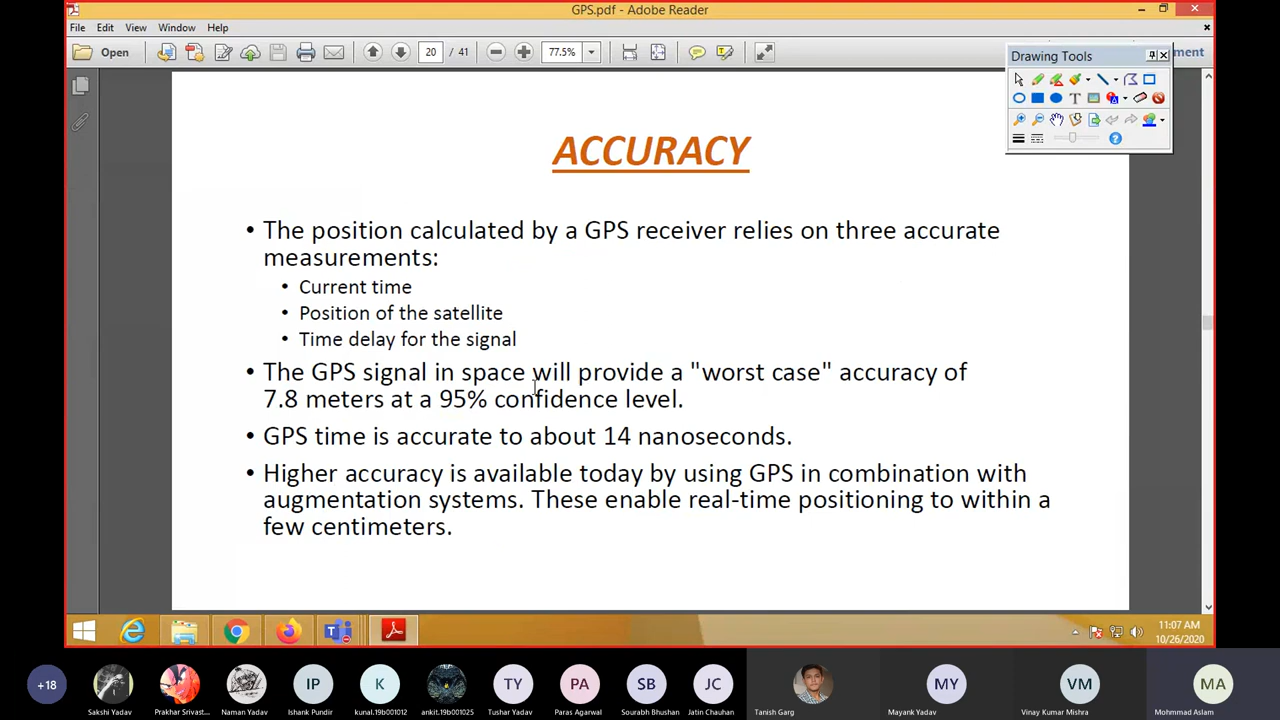 GPS.pdf - Adobe Reader
File Edit View Window Help
Open 20 / 41 77.5% ment
Drawing Tools
ACCURACY
• The position calculated by a GPS receiver relies on three accurate
measurements:
• Current time
• Position of the satellite
• Time delay for the signal
• The GPS signal in space will provide a "worst case" accuracy of
7.8 meters at a 95% confidence level.
• GPS time is accurate to about 14 nanoseconds.
• Higher accuracy is available today by using GPS in combination with
augmentation systems. These enable real-time positioning to within a
few centimeters.
11:07 AM
10/26/2020
+18 IP K TY PA SB JC MY VM MA
Sakshi Yadav Prakhar Srivast... Naman Yadav Ishank Pundir kunal.19b001012 ankit.19b001025 Tushar Yadav Paras Agarwal Sourabh Bhushan Jatin Chauhan Tanish Garg Mayank Yadav Vinay Kumar Mishra Mohmmad Aslam